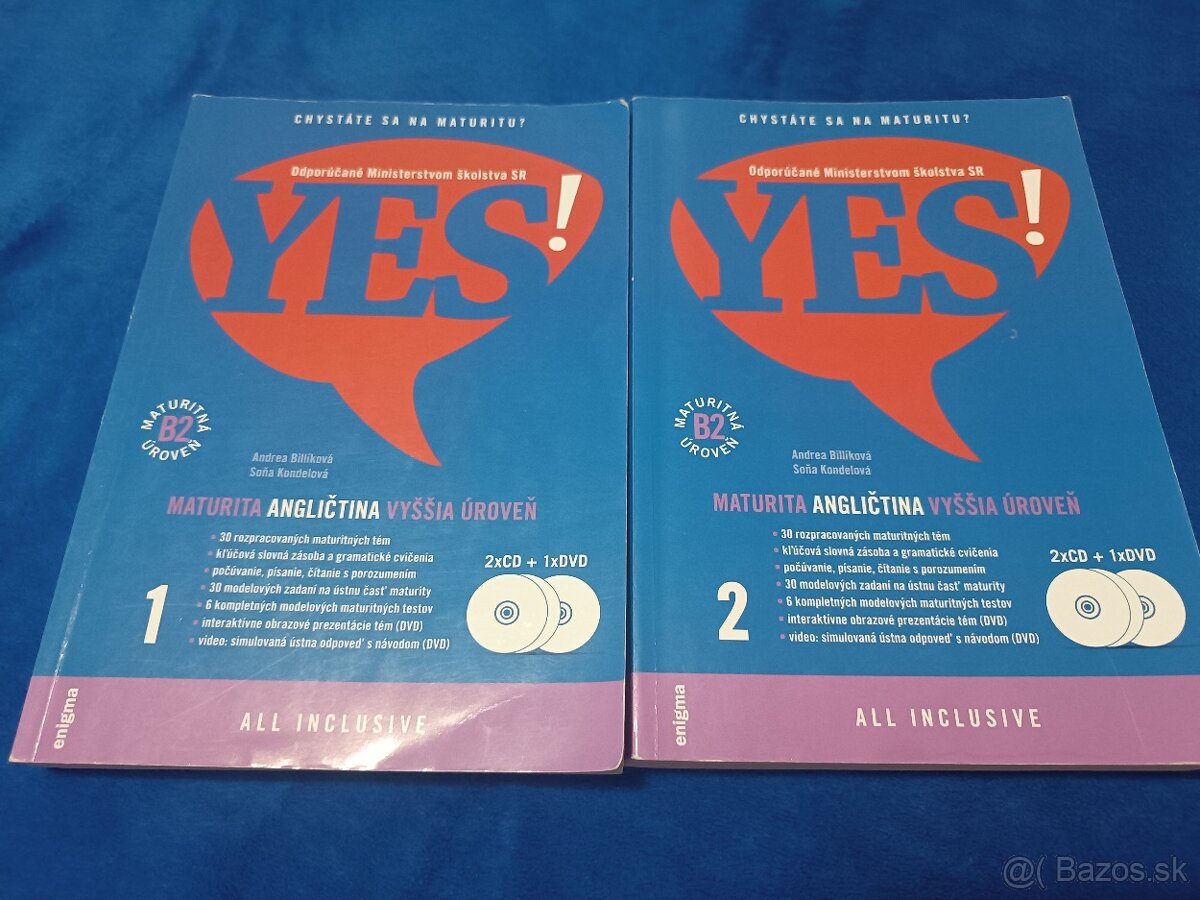 CHYSTÁTE SA NA MATURITU?
Odporúčané Ministerstvom školstva SR
YES!
MATURITNÁ
B2
ÚROVEŇ
Andrea Billíková
Soňa Kondelová
MATURITA ANGLIČTINA VYŠŠIA ÚROVEŇ
• 30 rozpracovaných maturitných tém
• kľúčová slovná zásoba a gramatické cvičenia
• počúvanie, písanie, čítanie s porozumením
• 30 modelových zadaní na ústnu časť maturity
• 6 kompletných modelových maturitných testov
• interaktívne obrazové prezentácie tém (DVD)
• video: simulovaná ústna odpoveď s návodom (DVD)
2xCD + 1xDVD
1
enigma
ALL INCLUSIVE
CHYSTÁTE SA NA MATURITU?
Odporúčané Ministerstvom školstva SR
YES!
MATURITNÁ
B2
ÚROVEŇ
Andrea Billíková
Soňa Kondelová
MATURITA ANGLIČTINA VYŠŠIA ÚROVEŇ
• 30 rozpracovaných maturitných tém
• kľúčová slovná zásoba a gramatické cvičenia
• počúvanie, písanie, čítanie s porozumením
• 30 modelových zadaní na ústnu časť maturity
• 6 kompletných modelových maturitných testov
• interaktívne obrazové prezentácie tém (DVD)
• video: simulovaná ústna odpoveď s návodom (DVD)
2xCD + 1xDVD
2
enigma
ALL INCLUSIVE
@( Bazos.sk